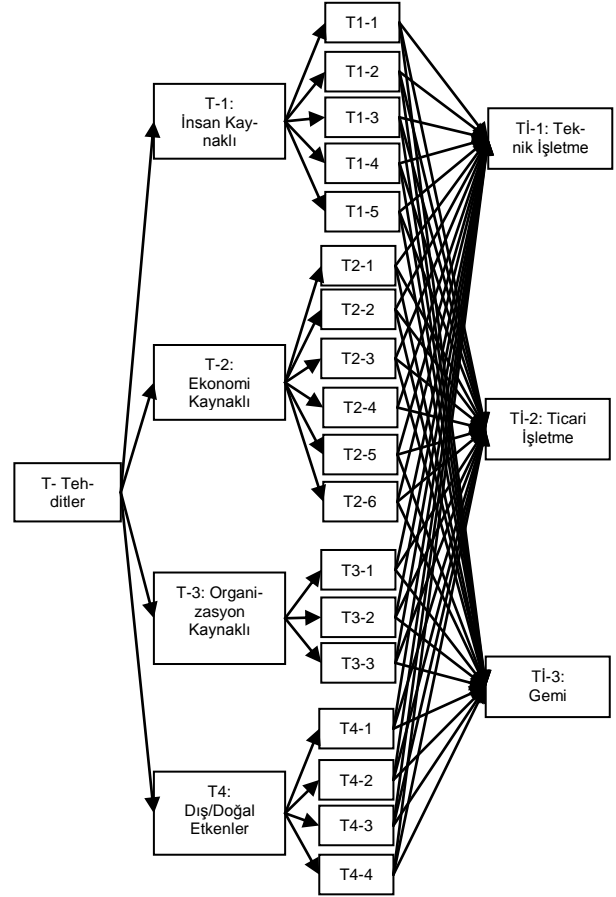 T- Teh-
ditler
T-1:
İnsan Kay-
naklı
T-2:
Ekonomi
Kaynaklı
T-3: Organi-
zasyon
Kaynaklı
T4:
Dış/Doğal
Etkenler
T1-1
T1-2
T1-3
T1-4
T1-5
T2-1
T2-2
T2-3
T2-4
T2-5
T2-6
T3-1
T3-2
T3-3
T4-1
T4-2
T4-3
T4-4
Tİ-1: Tek-
nik İşletme
Tİ-2: Ticari
İşletme
Tİ-3:
Gemi